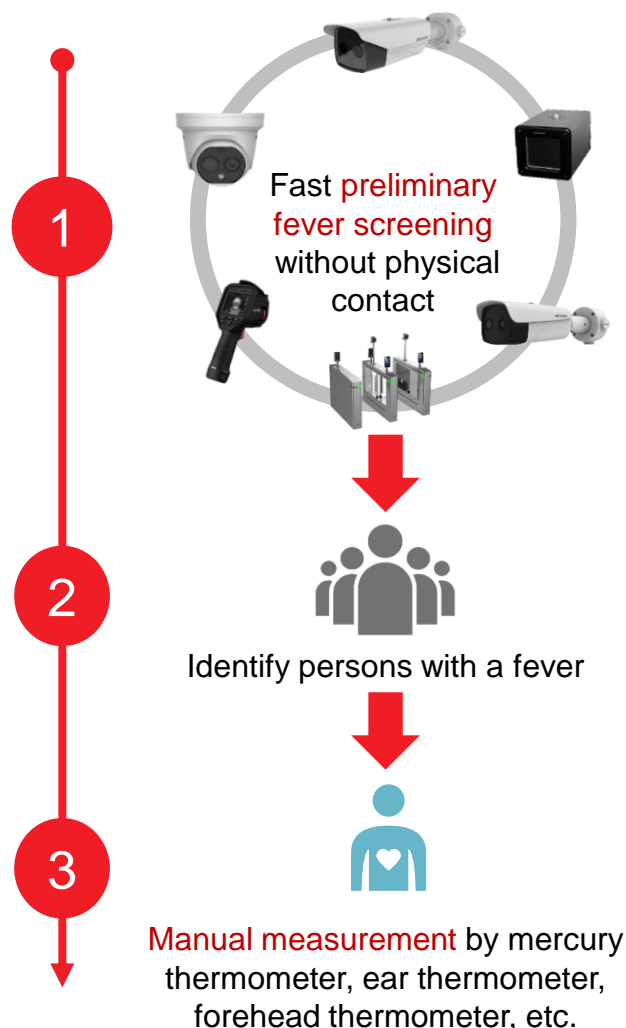 1
Fast preliminary
fever screening
without physical
contact
2
Identify persons with a fever
3
Manual measurement by mercury
thermometer, ear thermometer,
forehead thermometer, etc.